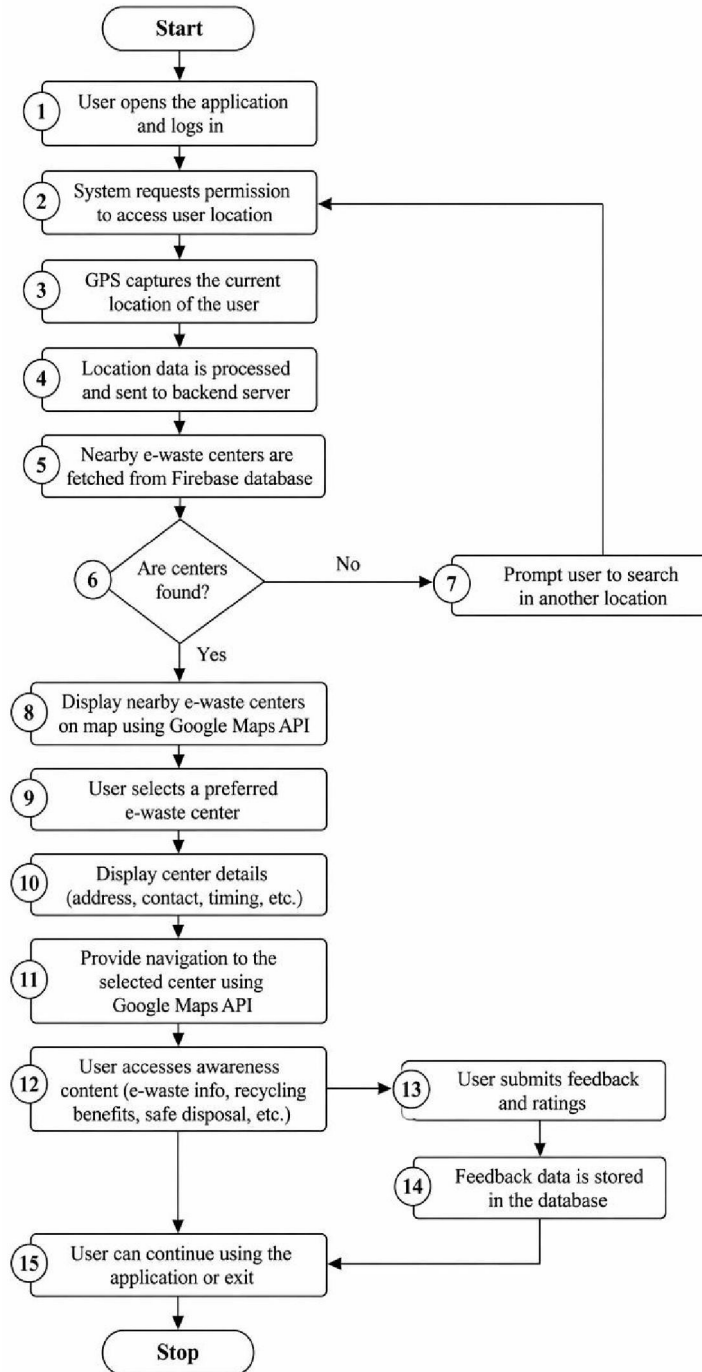 Start
1
User opens the application
and logs in
2
System requests permission
to access user location
3
GPS captures the current
location of the user
4
Location data is processed
and sent to backend server
5
Nearby e-waste centers are
fetched from Firebase database
6
Are centers
found?
No
7
Prompt user to search
in another location
Yes
8
Display nearby e-waste centers
on map using Google Maps API
9
User selects a preferred
e-waste center
10
Display center details
(address, contact, timing, etc.)
11
Provide navigation to the
selected center using
Google Maps API
12
User accesses awareness
content (e-waste info, recycling
benefits, safe disposal, etc.)
13
User submits feedback
and ratings
14
Feedback data is stored
in the database
15
User can continue using the
application or exit
Stop